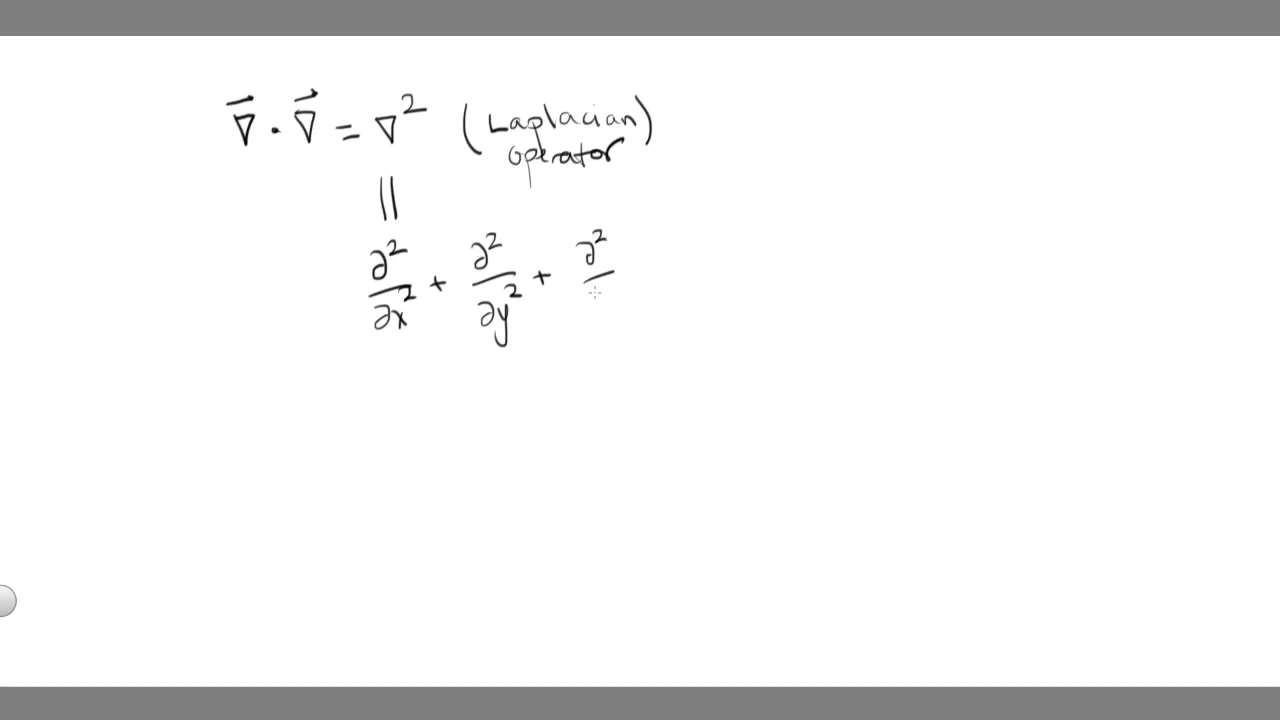 ∇⃗ · ∇⃗ = ∇² (Laplacian
operator)
||
∂²/∂x² + ∂²/∂y² + ∂²/